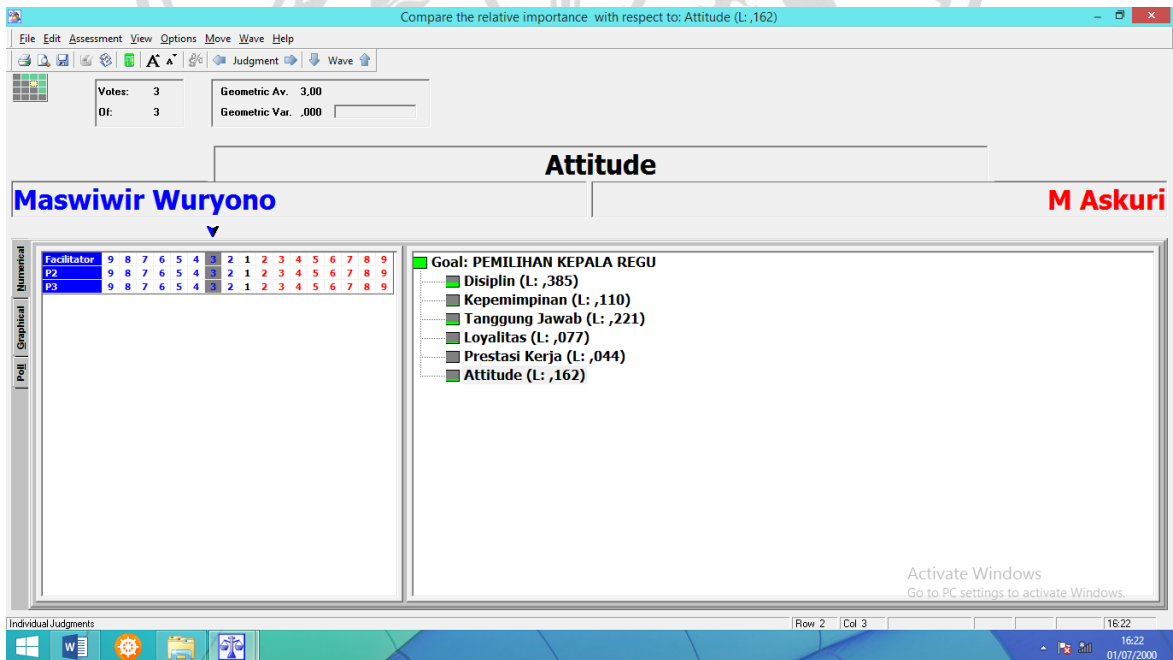 Compare the relative importance with respect to: Attitude (L: ,162)
File Edit Assessment View Options Move Wave Help
A A Judgment Wave
Votes: 3 Geometric Av. 3,00
Of: 3 Geometric Var. ,000
Attitude
Maswiwir Wuryono M Askuri
Numerical
Graphical
Poll
Facilitator 9 8 7 6 5 4 3 2 1 2 3 4 5 6 7 8 9
P2 9 8 7 6 5 4 3 2 1 2 3 4 5 6 7 8 9
P3 9 8 7 6 5 4 3 2 1 2 3 4 5 6 7 8 9
Goal: PEMILIHAN KEPALA REGU
Disiplin (L: ,385)
Kepemimpinan (L: ,110)
Tanggung Jawab (L: ,221)
Loyalitas (L: ,077)
Prestasi Kerja (L: ,044)
Attitude (L: ,162)
Activate Windows
Go to PC settings to activate Windows.
Individual Judgments Row 2 Col 3 16:22
16:22
01/07/2000